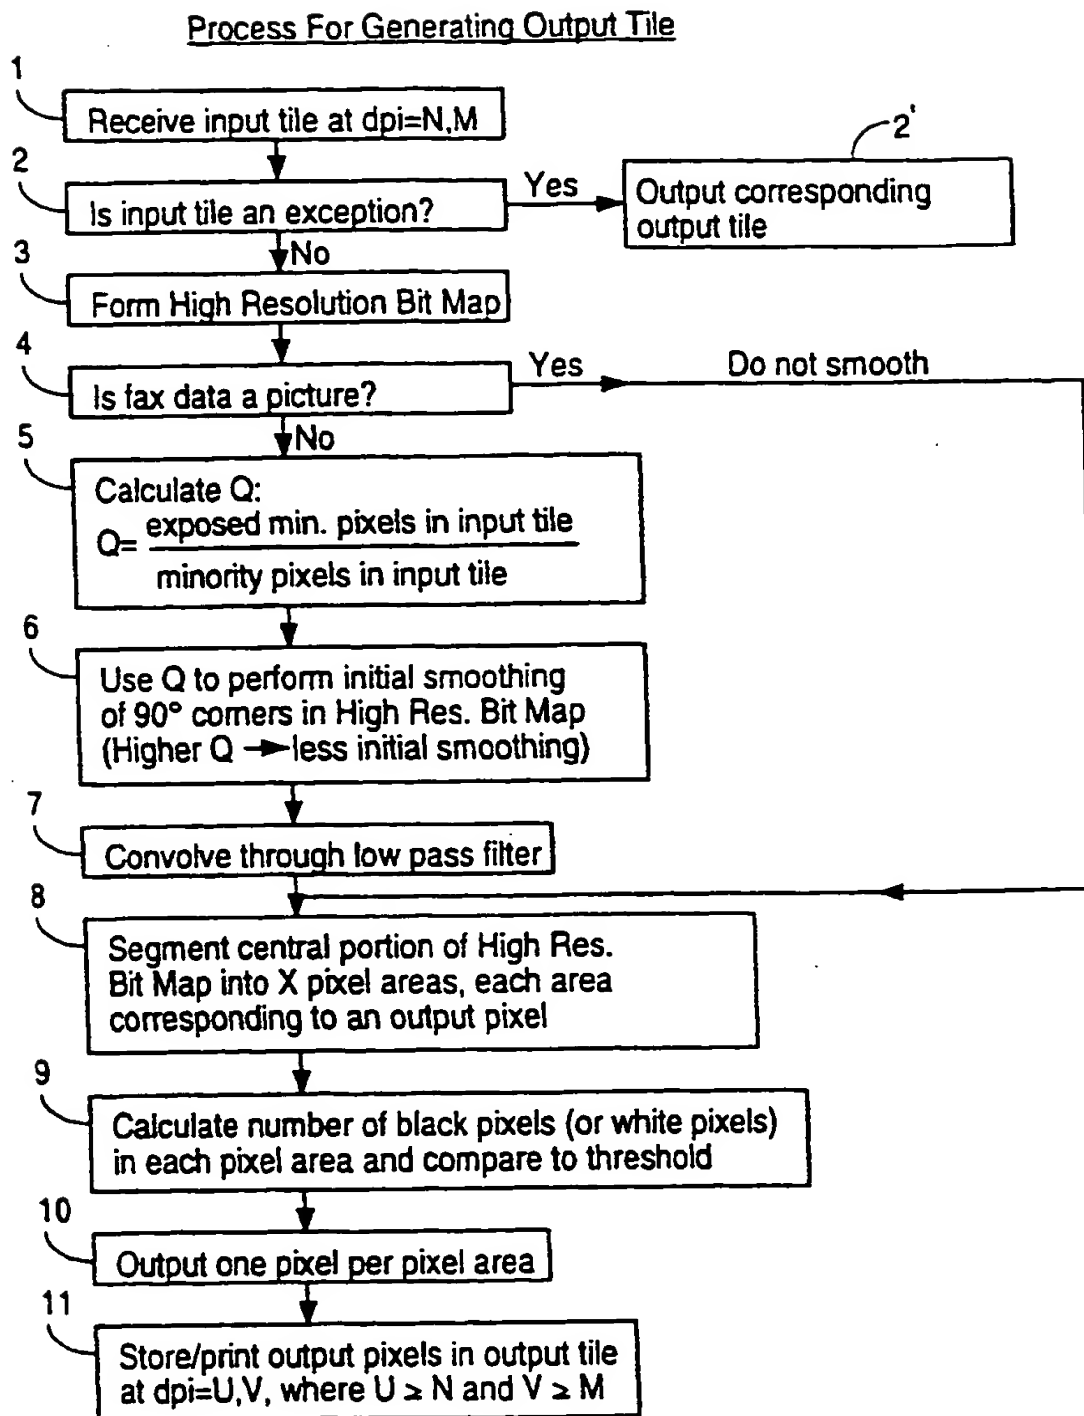 Process For Generating Output Tile
1
Receive input tile at dpi=N,M
2
Is input tile an exception?
Yes
2'
Output corresponding
output tile
No
3
Form High Resolution Bit Map
4
Is fax data a picture?
Yes
Do not smooth
No
5
Calculate Q:
Q= exposed min. pixels in input tile
minority pixels in input tile
6
Use Q to perform initial smoothing
of 90° corners in High Res. Bit Map
(Higher Q → less initial smoothing)
7
Convolve through low pass filter
8
Segment central portion of High Res.
Bit Map into X pixel areas, each area
corresponding to an output pixel
9
Calculate number of black pixels (or white pixels)
in each pixel area and compare to threshold
10
Output one pixel per pixel area
11
Store/print output pixels in output tile
at dpi=U,V, where U ≥ N and V ≥ M